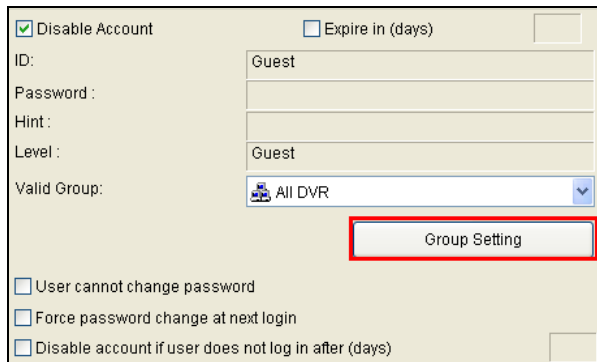 Disable Account Expire in (days)
ID: Guest
Password :
Hint :
Level : Guest
Valid Group: All DVR
Group Setting
User cannot change password
Force password change at next login
Disable account if user does not log in after (days)